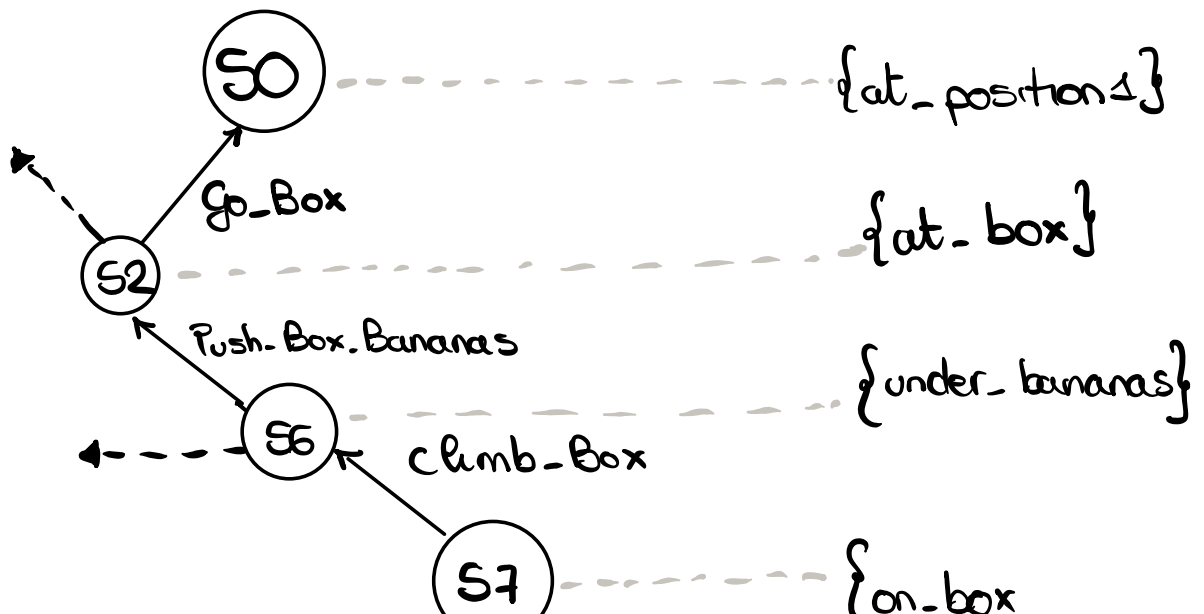 S0
{at_position1}
Go_Box
{at_box}
S2
Push_Box_Bananas
{under_bananas}
S6
Climb_Box
S7
{on_box